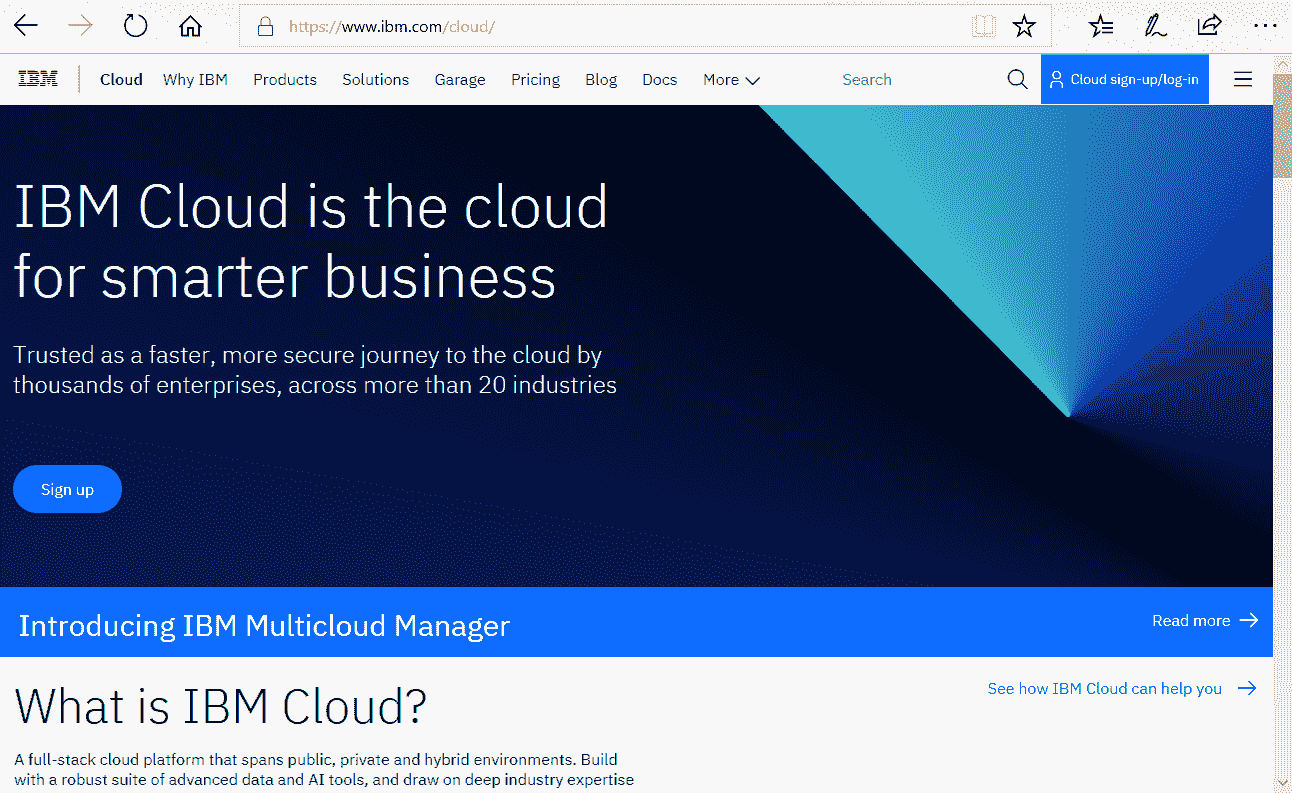 https://www.ibm.com/cloud/
IBM
Cloud Why IBM Products Solutions Garage Pricing Blog Docs More Search Cloud sign-up/log-in
IBM Cloud is the cloud
for smarter business
Trusted as a faster, more secure journey to the cloud by
thousands of enterprises, across more than 20 industries
Sign up
Introducing IBM Multicloud Manager
Read more
What is IBM Cloud?
See how IBM Cloud can help you
A full-stack cloud platform that spans public, private and hybrid environments. Build
with a robust suite of advanced data and AI tools, and draw on deep industry expertise